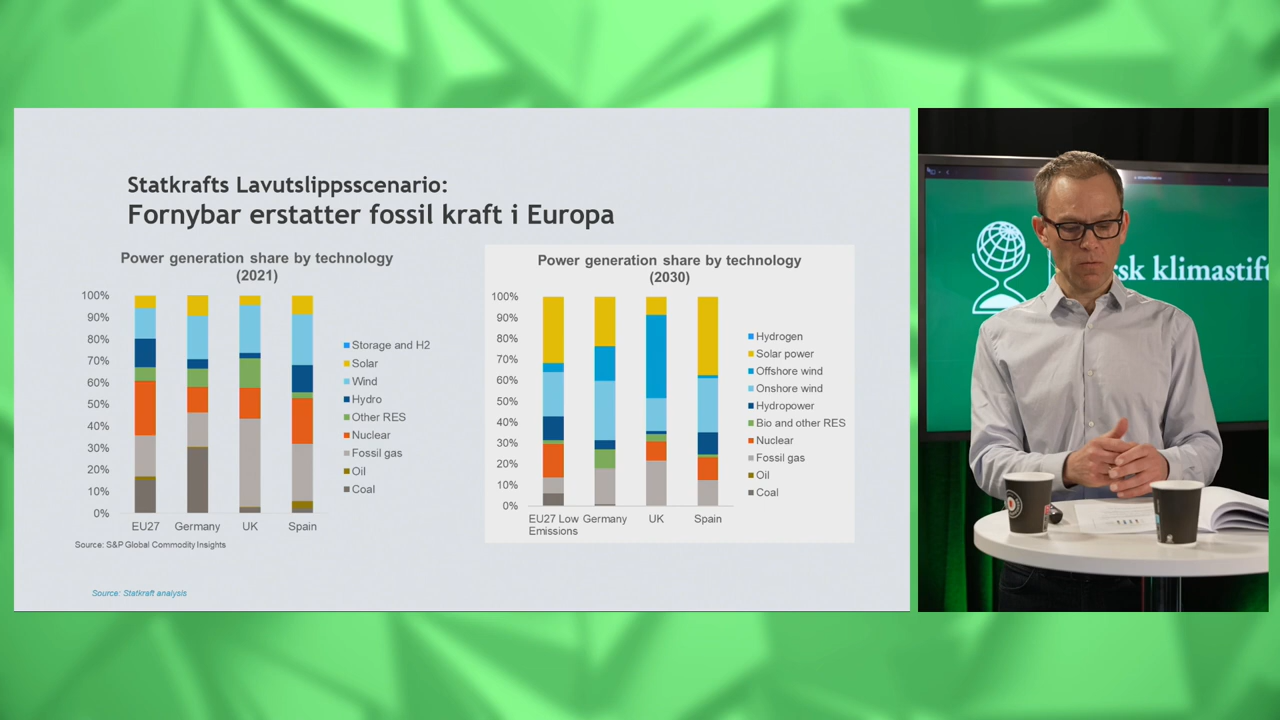 Statkrafts Lavutslippsscenario:
Fornybar erstatter fossil kraft i Europa
Power generation share by technology
(2021)
100%
90%
80%
70%
60%
50%
40%
30%
20%
10%
0%
EU27 Germany UK Spain
Storage and H2
Solar
Wind
Hydro
Other RES
Nuclear
Fossil gas
Oil
Coal
Source: S&P Global Commodity Insights
Source: Statkraft analysis
Power generation share by technology
(2030)
100%
90%
80%
70%
60%
50%
40%
30%
20%
10%
0%
EU27 Low Germany UK Spain
Emissions
Hydrogen
Solar power
Offshore wind
Onshore wind
Hydropower
Bio and other RES
Nuclear
Fossil gas
Oil
Coal
sk klimastif